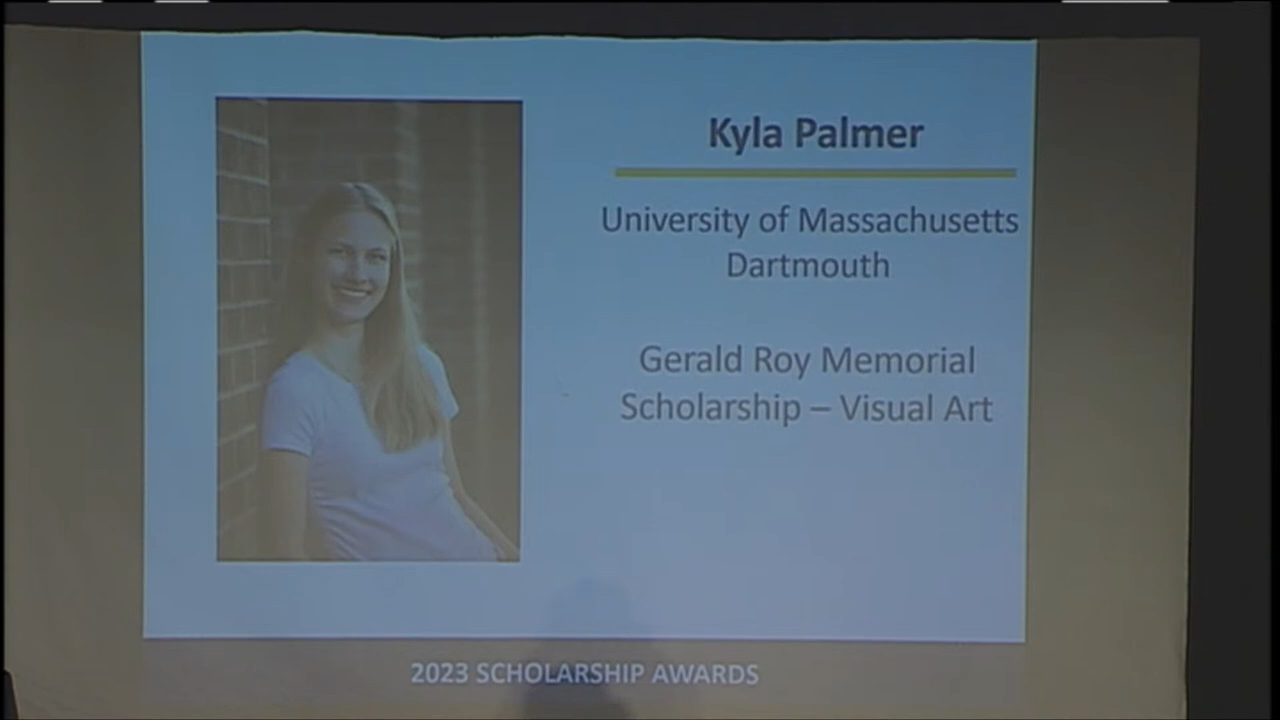 Kyla Palmer
University of Massachusetts
Dartmouth
Gerald Roy Memorial
Scholarship – Visual Art
2023 SCHOLARSHIP AWARDS